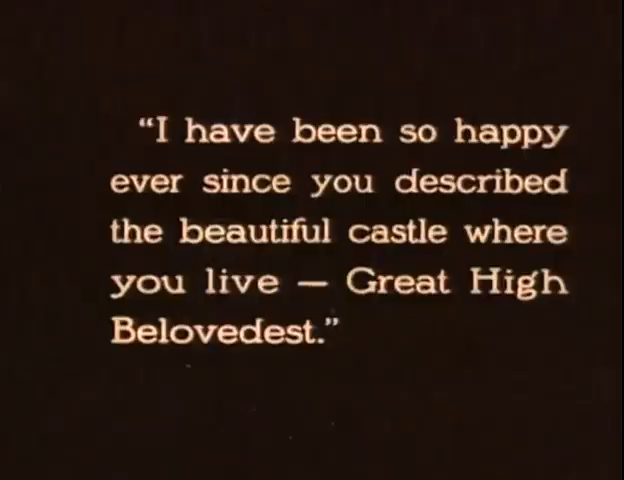 “I have been so happy
ever since you described
the beautiful castle where
you live — Great High
Belovedest.”